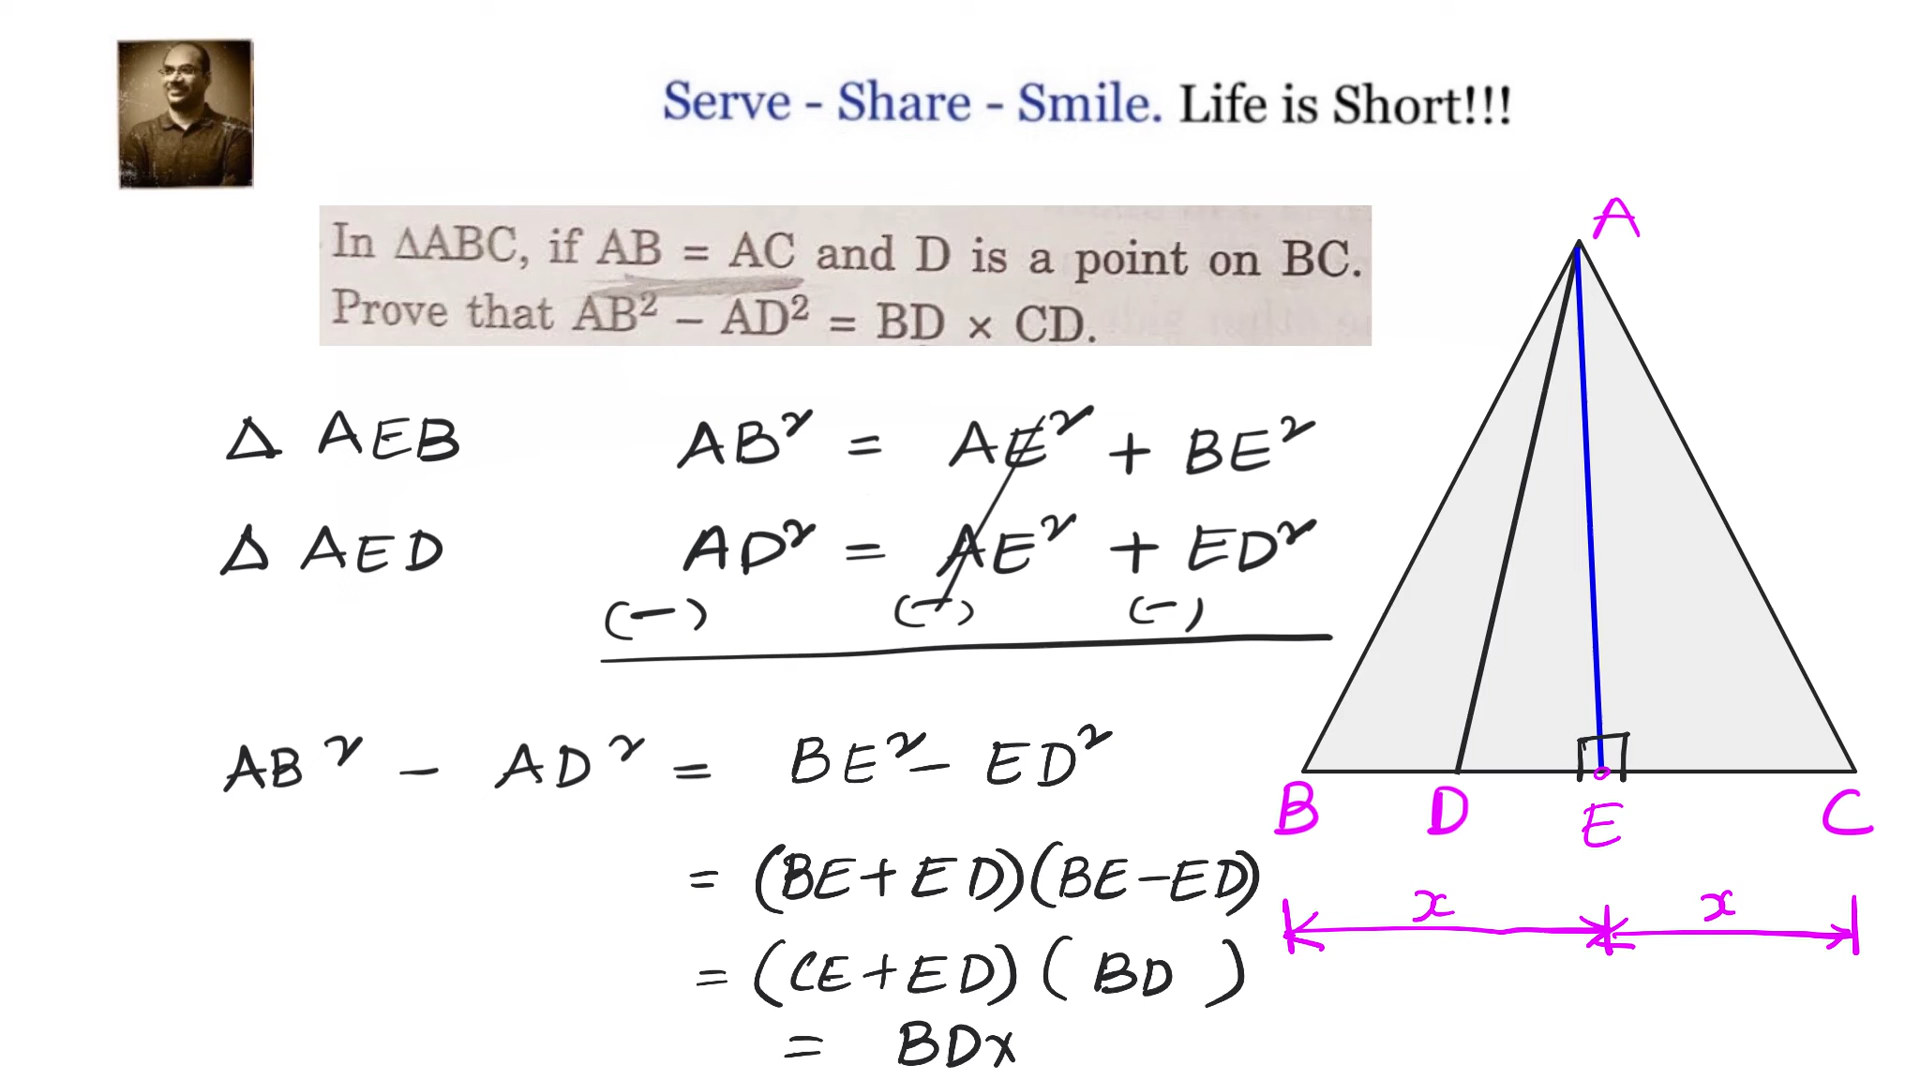 Serve - Share - Smile. Life is Short!!!
In ΔABC, if AB = AC and D is a point on BC.
Prove that AB² – AD² = BD × CD.
Δ AEB AB² = AE² + BE²
Δ AED AD² = AE² + ED²
(−) (−) (−)
AB² − AD² = BE² − ED²
= (BE+ED)(BE−ED)
= (CE+ED)( BD )
= BD×
A
B D E C
x x